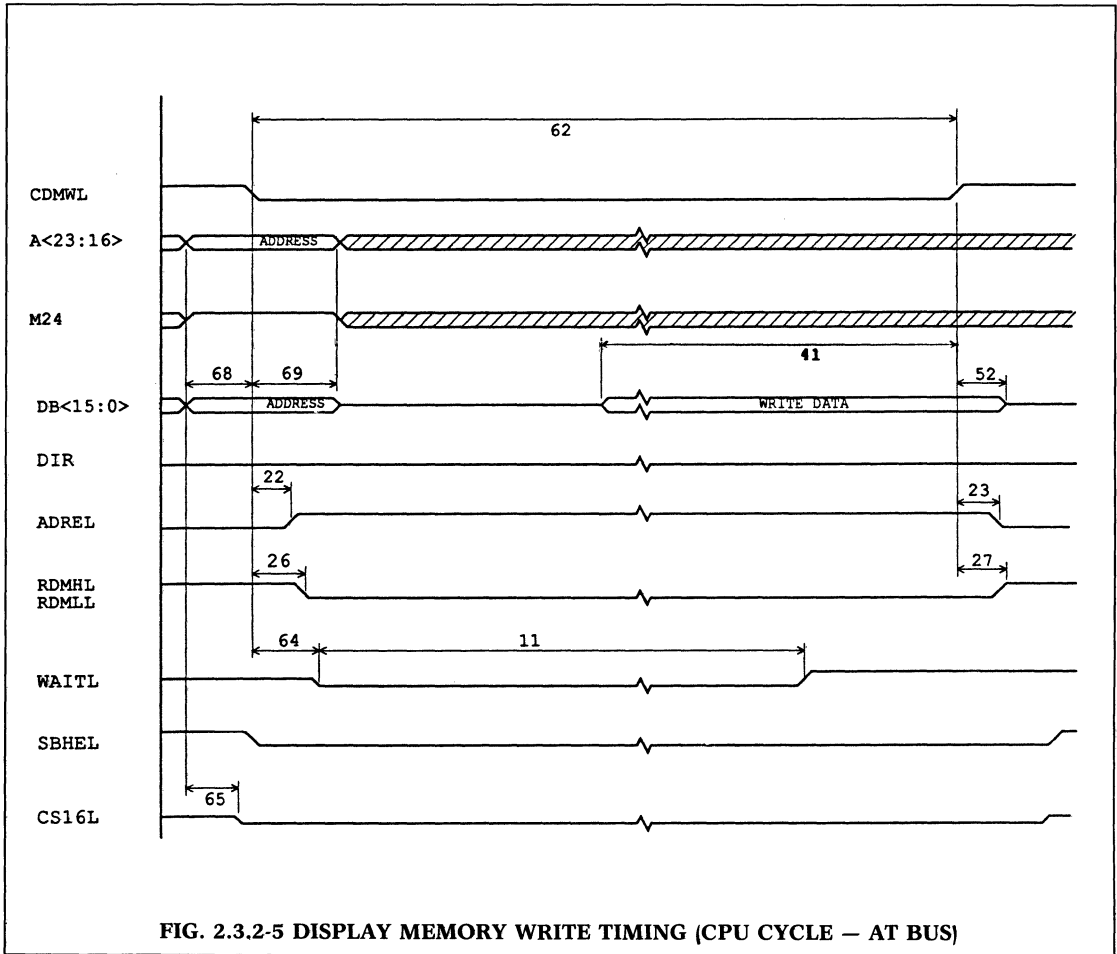 62
CDMWL
A<23:16> ADDRESS
M24
41
68 69 52
DB<15:0> ADDRESS WRITE DATA
DIR
22 23
ADREL
26 27
RDMHL
RDMLL
64 11
WAITL
SBHEL
65
CS16L
FIG. 2.3.2-5 DISPLAY MEMORY WRITE TIMING (CPU CYCLE — AT BUS)